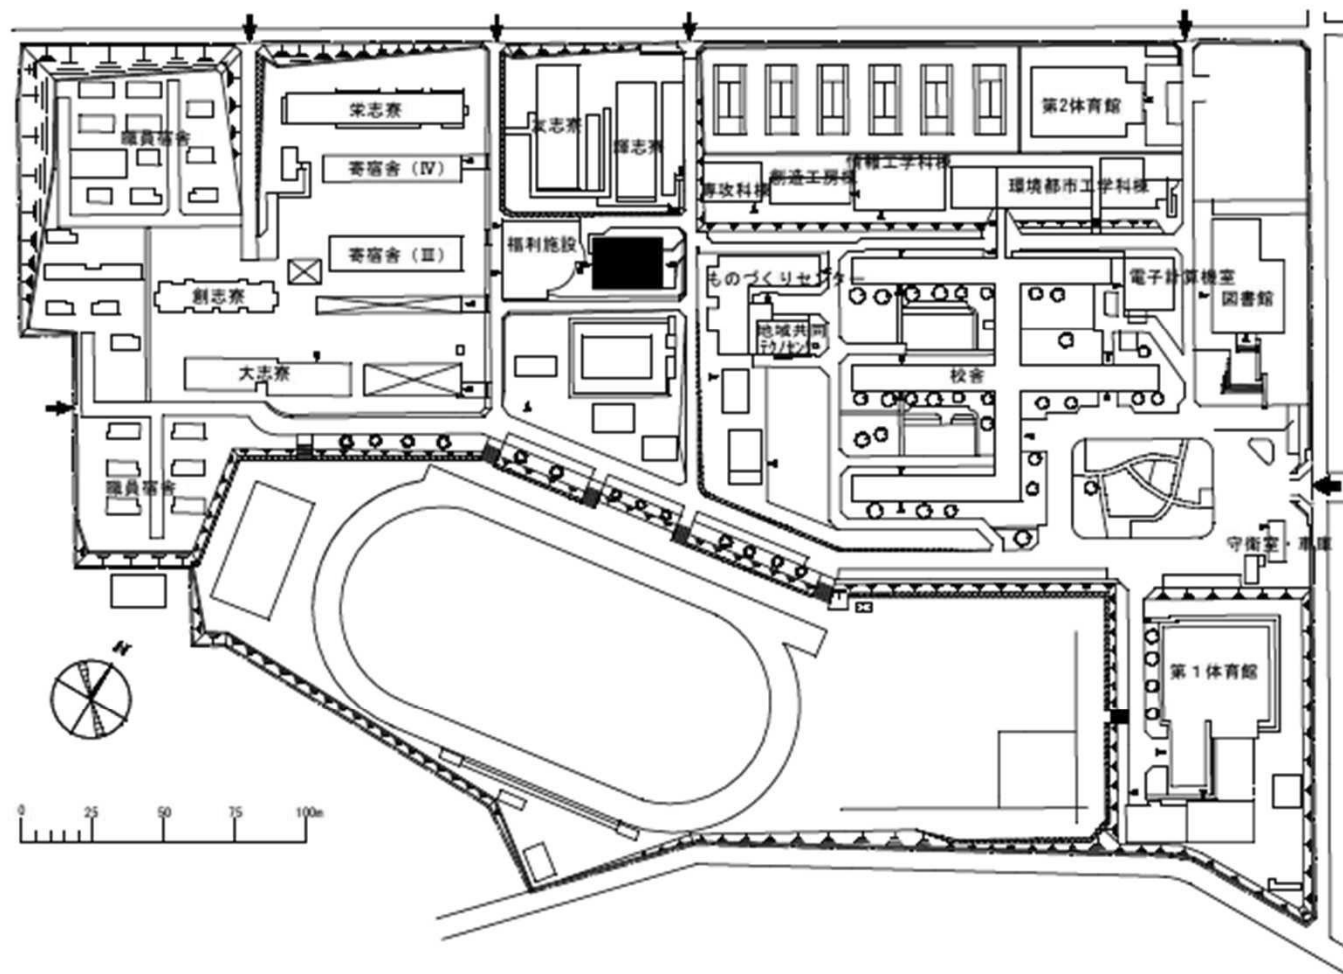 栄志寮
第2体育館
職員宿舎
友志寮
輝志寮
寄宿舎（Ⅳ）
専攻科棟
創造工房棟
情報工学科棟
環境都市工学科棟
福利施設
寄宿舎（Ⅲ）
ものづくりセンター
電子計算機室
創志寮
図書館
地域共同
テクノセンター
大志寮
校舎
職員宿舎
守衛室・車庫
第１体育館
N
0 25 50 75 100m